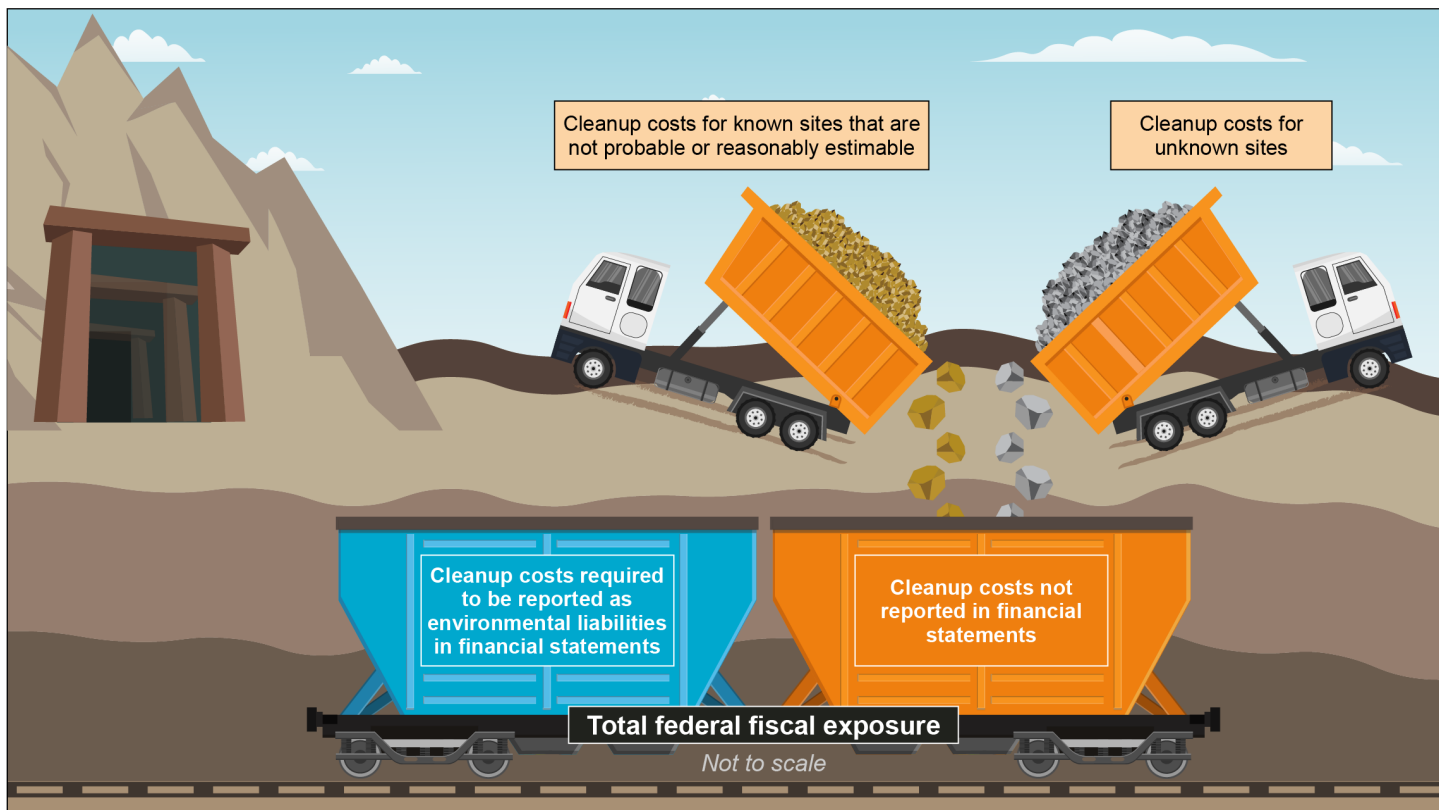 Cleanup costs for known sites that are
not probable or reasonably estimable
Cleanup costs for
unknown sites
Cleanup costs required
to be reported as
environmental liabilities
in financial statements
Cleanup costs not
reported in financial
statements
Total federal fiscal exposure
Not to scale